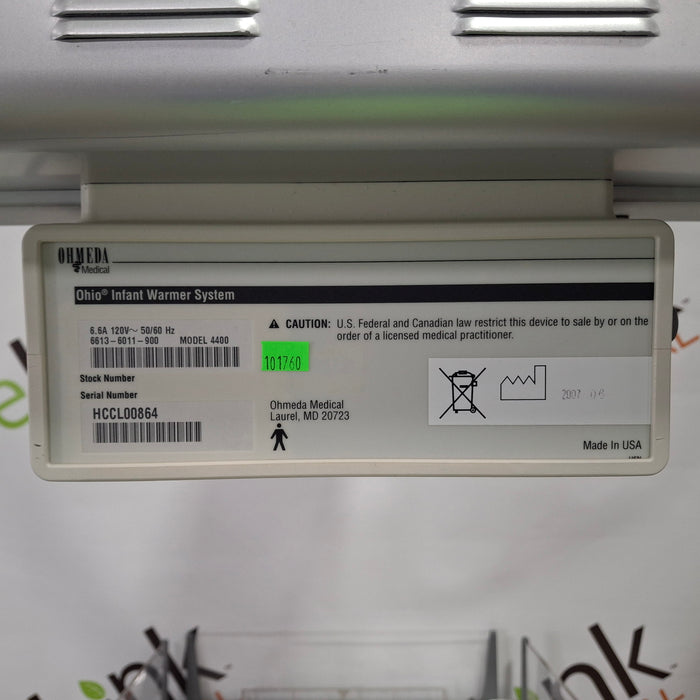 OHMEDA
Medical
Ohio® Infant Warmer System
6.6A 120V~ 50/60 Hz
6613-6011-900 MODEL 4400
Stock Number
Serial Number
HCCL00864
⚠ CAUTION: U.S. Federal and Canadian law restrict this device to sale by or on the
order of a licensed medical practitioner.
101760
Ohmeda Medical
Laurel, MD 20723
2007 06
Made in USA